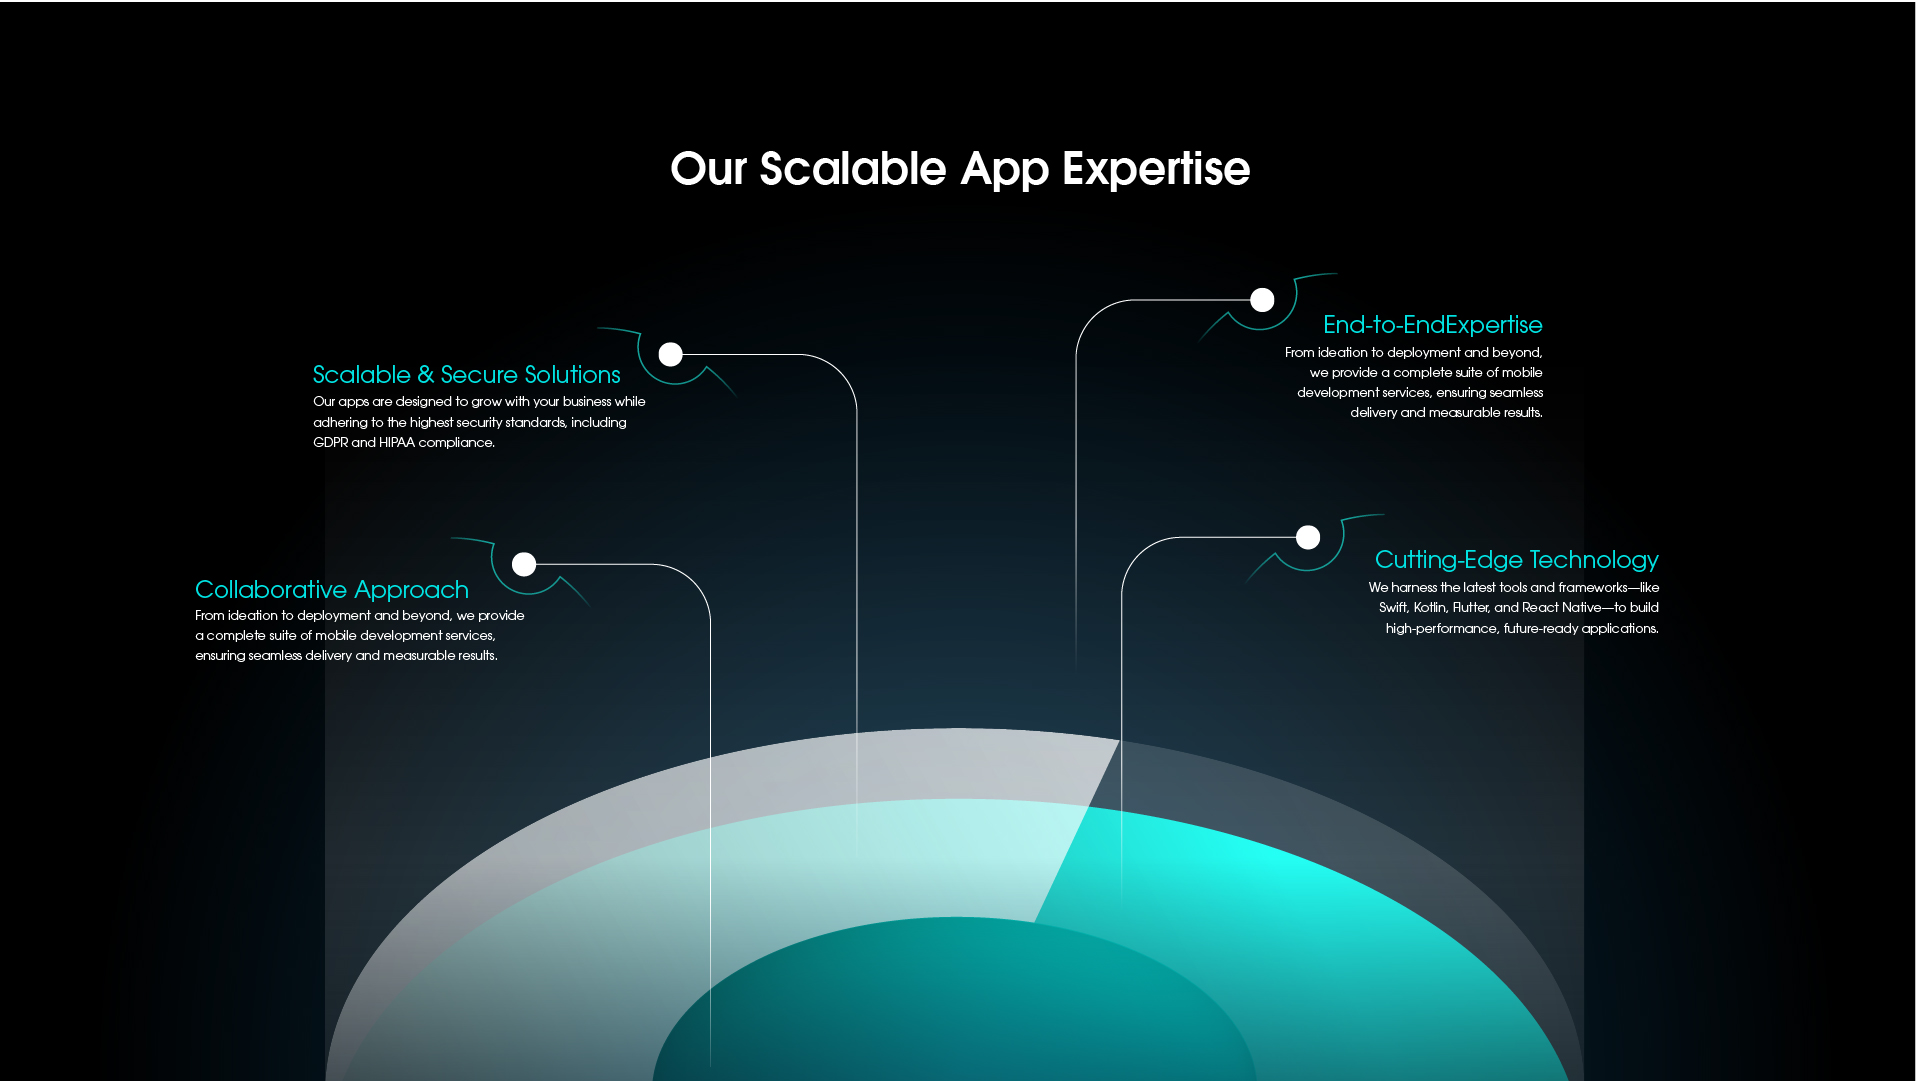 Our Scalable App Expertise
Scalable & Secure Solutions
Our apps are designed to grow with your business while
adhering to the highest security standards, including
GDPR and HIPAA compliance.
End-to-EndExpertise
From ideation to deployment and beyond,
we provide a complete suite of mobile
development services, ensuring seamless
delivery and measurable results.
Collaborative Approach
From ideation to deployment and beyond, we provide
a complete suite of mobile development services,
ensuring seamless delivery and measurable results.
Cutting-Edge Technology
We harness the latest tools and frameworks—like
Swift, Kotlin, Flutter, and React Native—to build
high-performance, future-ready applications.